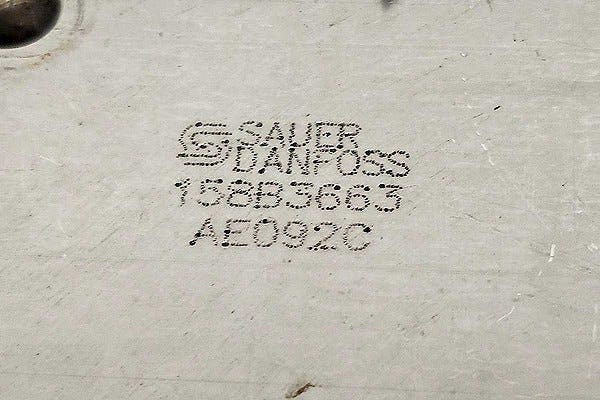 SAUER
DANFOSS
158B3663
AE092C